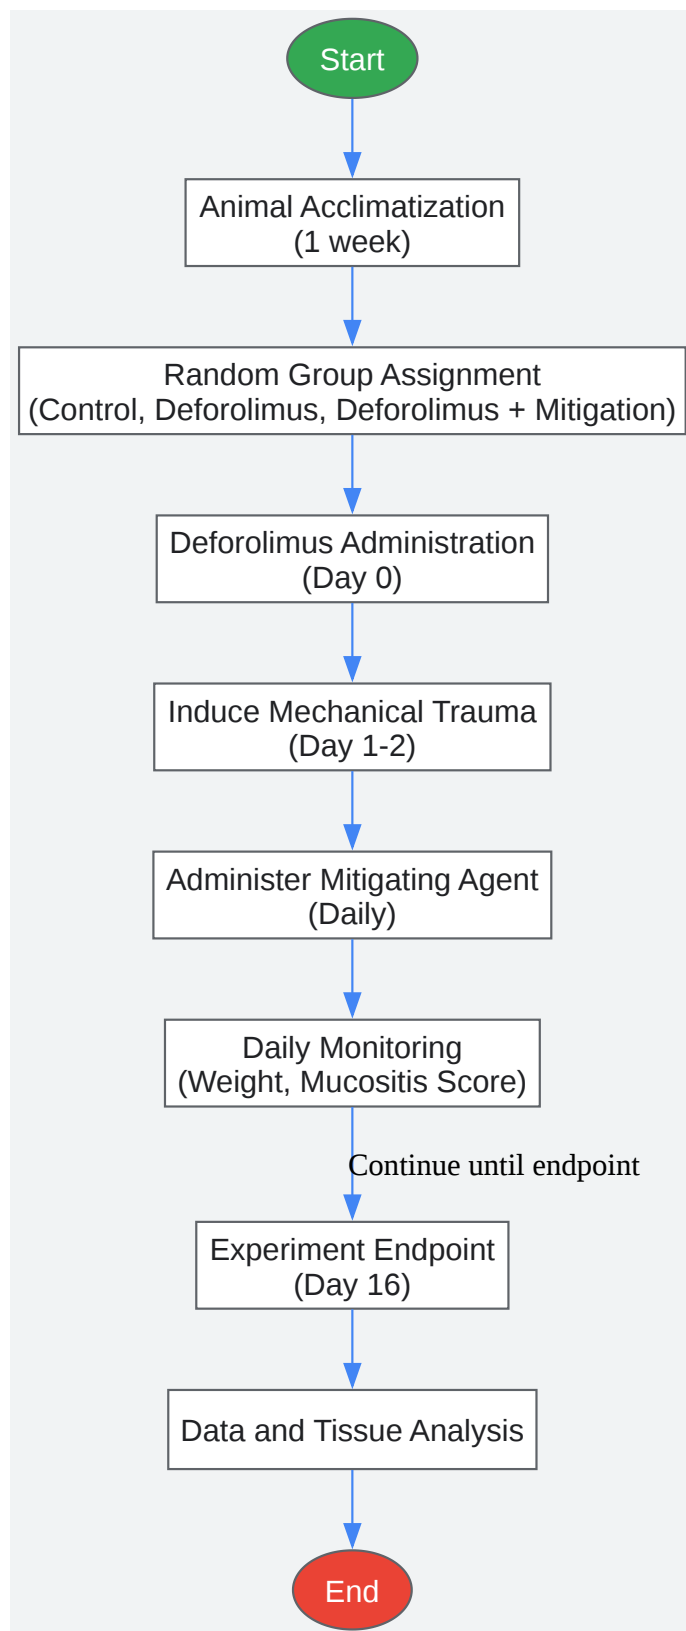 Start
Animal Acclimatization
(1 week)
Random Group Assignment
(Control, Deforolimus, Deforolimus + Mitigation)
Deforolimus Administration
(Day 0)
Induce Mechanical Trauma
(Day 1-2)
Administer Mitigating Agent
(Daily)
Daily Monitoring
(Weight, Mucositis Score)
Continue until endpoint
Experiment Endpoint
(Day 16)
Data and Tissue Analysis
End